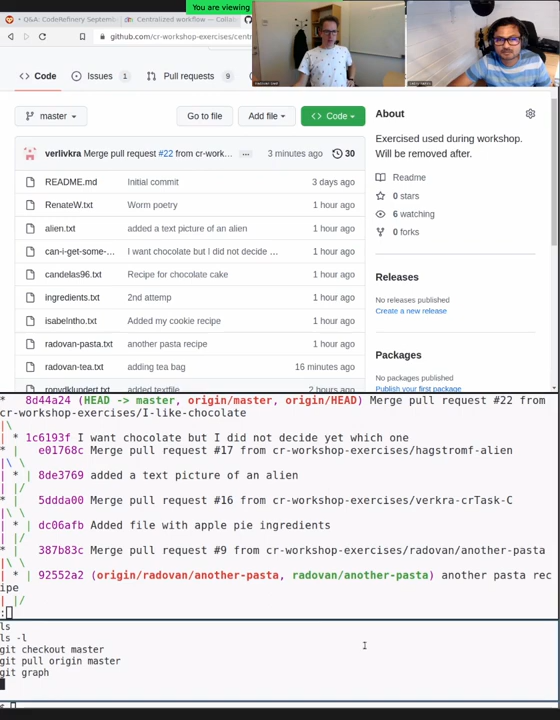 You are viewing
Q&A: CodeRefinery Septemb
Centralized workflow — Collab
github.com/cr-workshop-exercises/centr
Code
Issues 1
Pull requests 9
master
Go to file
Add file
Code
verlivkra Merge pull request #22 from cr-work... ... 3 minutes ago 30
README.md Initial commit 3 days ago
RenateW.txt Worm poetry 1 hour ago
alien.txt added a text picture of an alien 1 hour ago
can-i-get-some-... I want chocolate but I did not decide ... 1 hour ago
candelas96.txt Recipe for chocolate cake 1 hour ago
ingredients.txt 2nd attemp 1 hour ago
isabelntho.txt Added my cookie recipe 1 hour ago
radovan-pasta.txt another pasta recipe 1 hour ago
radovan-tea.txt adding tea bag 16 minutes ago
ronydklundert.txt added textfile 2 hours ago
About
Exercised used during workshop.
Will be removed after.
Readme
0 stars
6 watching
0 forks
Releases
No releases published
Create a new release
Packages
No packages published
Publish your first package
*   8d44a24 (HEAD -> master, origin/master, origin/HEAD) Merge pull request #22 from
cr-workshop-exercises/I-like-chocolate
|\
| * 1c6193f I want chocolate but I did not decide yet which one
* |   e01768c Merge pull request #17 from cr-workshop-exercises/hagstromf-alien
|\ \
| * | 8de3769 added a text picture of an alien
| |/
* |   5ddda00 Merge pull request #16 from cr-workshop-exercises/verkra-crTask-C
|\ \
| * | dc06afb Added file with apple pie ingredients
| |/
* |   387b83c Merge pull request #9 from cr-workshop-exercises/radovan/another-pasta
|\ \
| * | 92552a2 (origin/radovan/another-pasta, radovan/another-pasta) another pasta rec
ipe
| |/
:
ls
ls -l
git checkout master
git pull origin master
git graph